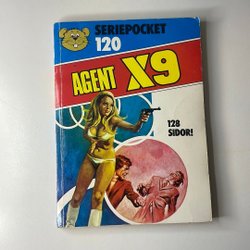 SERIEPOCKET
120
AGENT X9
128
SIDOR!